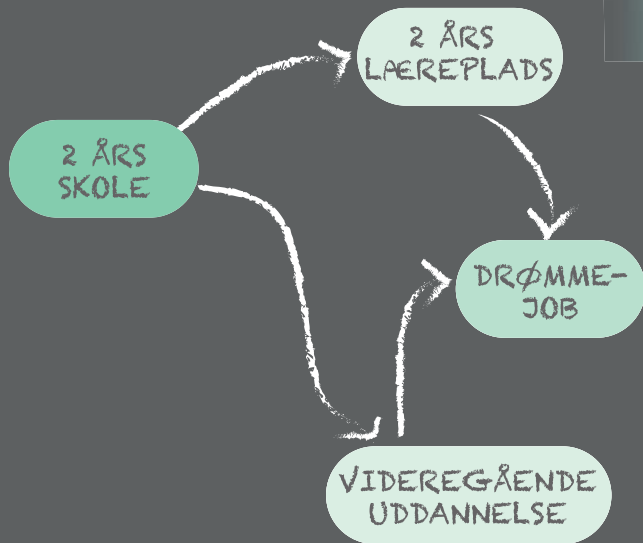 2 ÅRS
LÆREPLADS
2 ÅRS
SKOLE
DRØMME-
JOB
VIDEREGÅENDE
UDDANNELSE